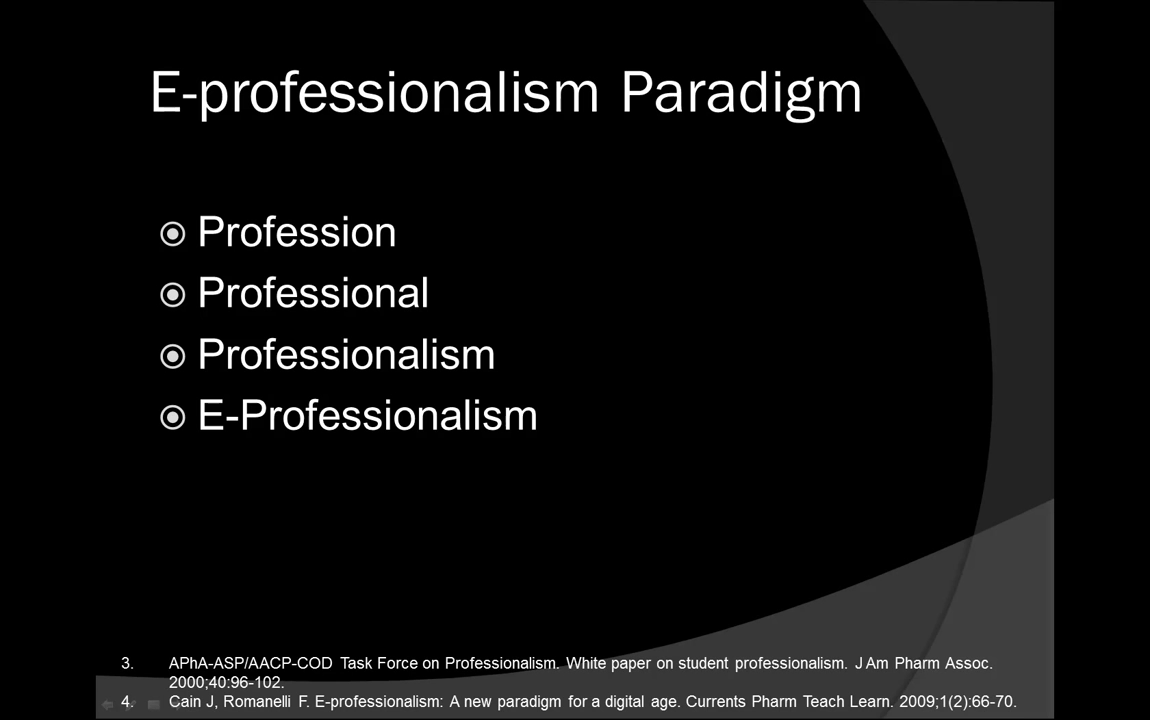 E-professionalism Paradigm
Profession
Professional
Professionalism
E-Professionalism
3. APhA-ASP/AACP-COD Task Force on Professionalism. White paper on student professionalism. J Am Pharm Assoc.
2000;40:96-102.
4. Cain J, Romanelli F. E-professionalism: A new paradigm for a digital age. Currents Pharm Teach Learn. 2009;1(2):66-70.